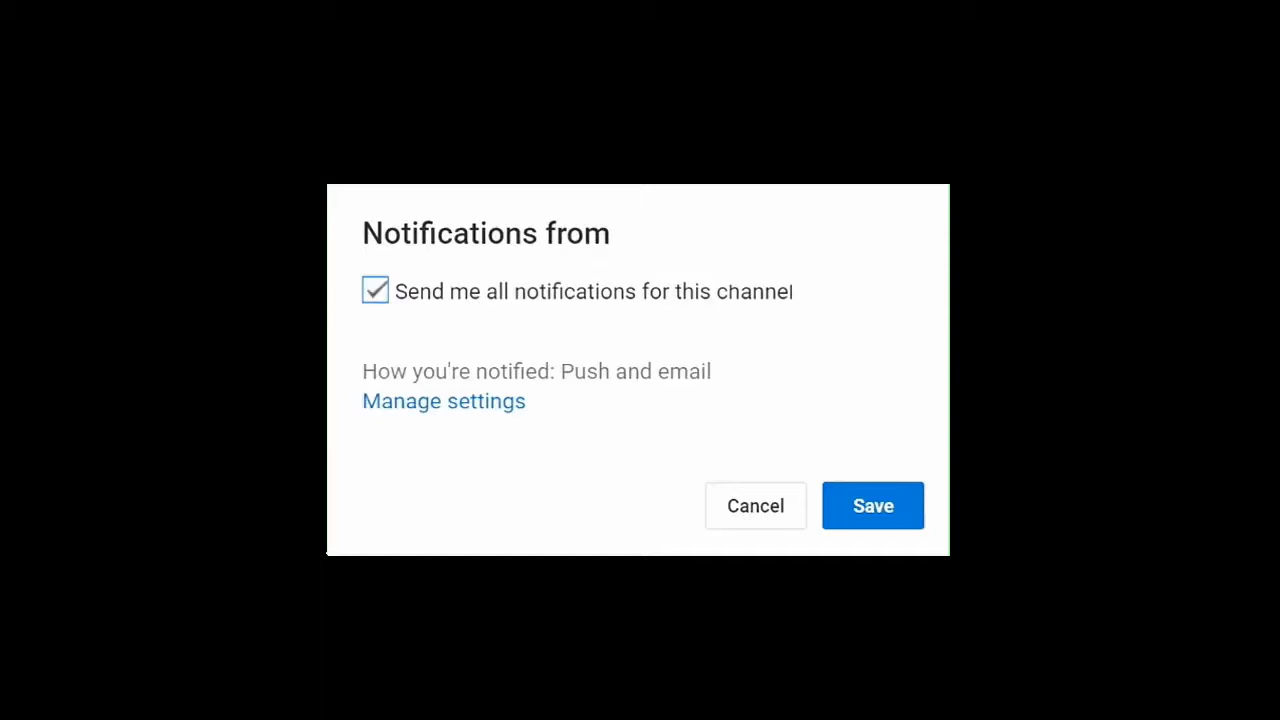 Notifications from
Send me all notifications for this channel
How you're notified: Push and email
Manage settings
Cancel Save